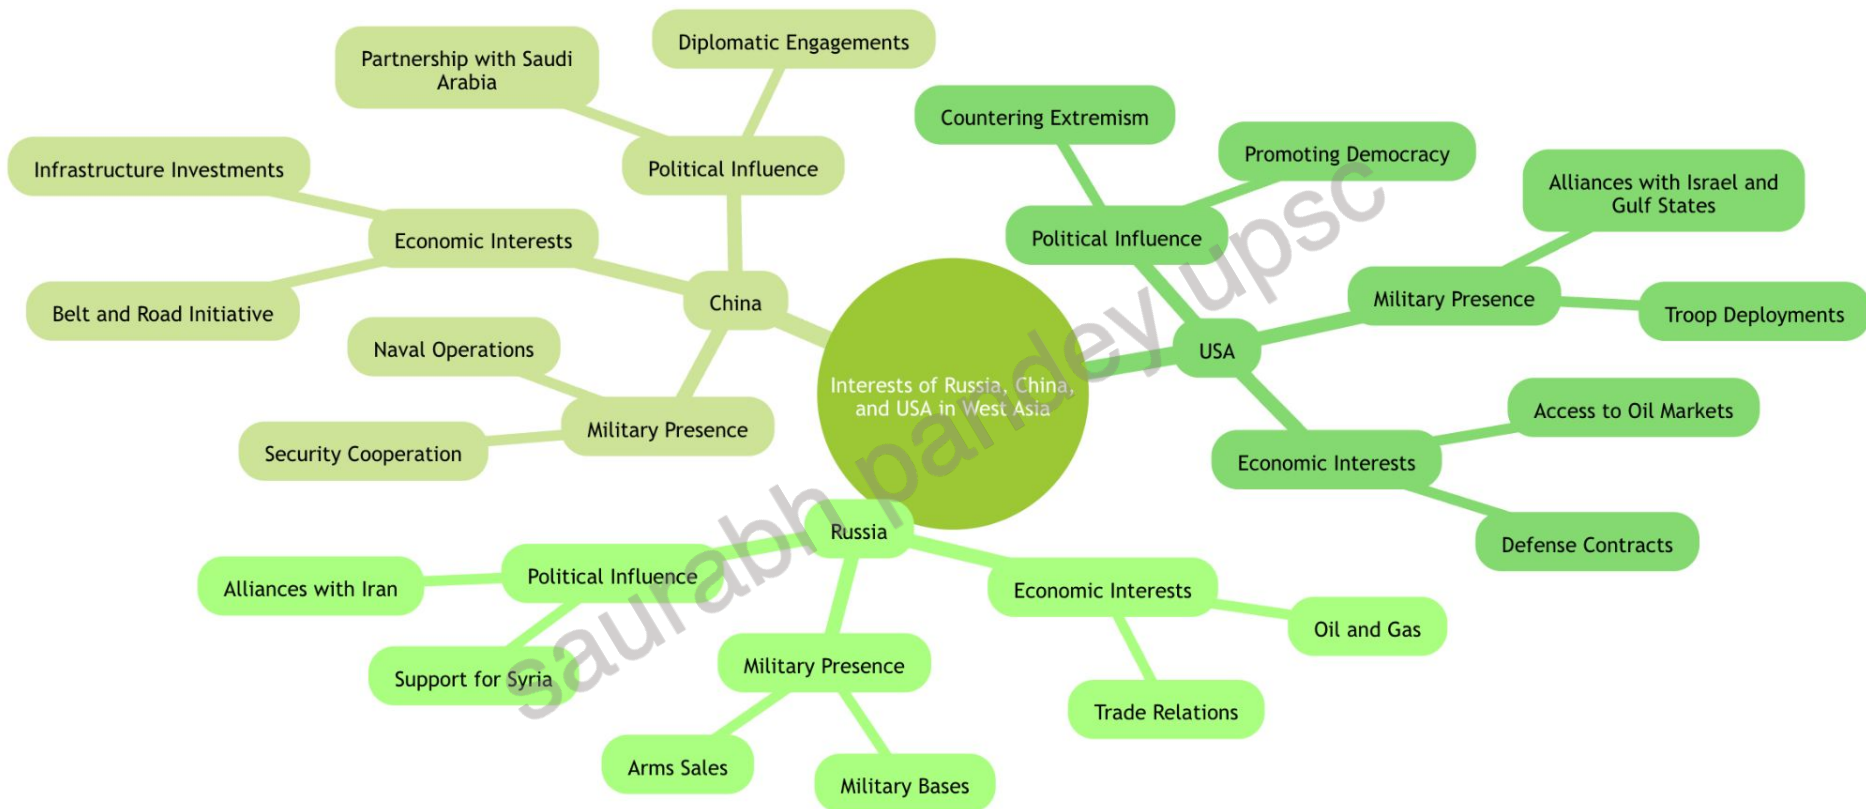 Interests of Russia, China,
and USA in West Asia
China
Political Influence
Partnership with Saudi
Arabia
Diplomatic Engagements
Economic Interests
Infrastructure Investments
Belt and Road Initiative
Military Presence
Naval Operations
Security Cooperation
USA
Political Influence
Countering Extremism
Promoting Democracy
Military Presence
Alliances with Israel and
Gulf States
Troop Deployments
Economic Interests
Access to Oil Markets
Defense Contracts
Russia
Political Influence
Alliances with Iran
Support for Syria
Military Presence
Arms Sales
Military Bases
Economic Interests
Oil and Gas
Trade Relations
saurabh pandey upsc